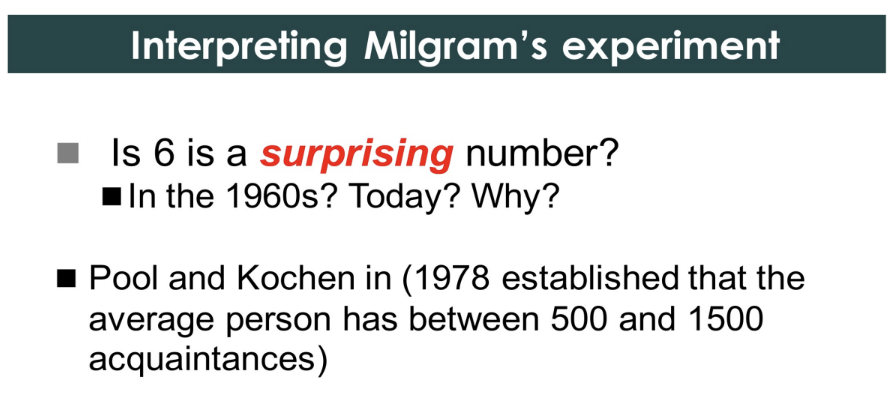 Interpreting Milgram's experiment
Is 6 is a surprising number?
In the 1960s? Today? Why?
Pool and Kochen in (1978 established that the
average person has between 500 and 1500
acquaintances)